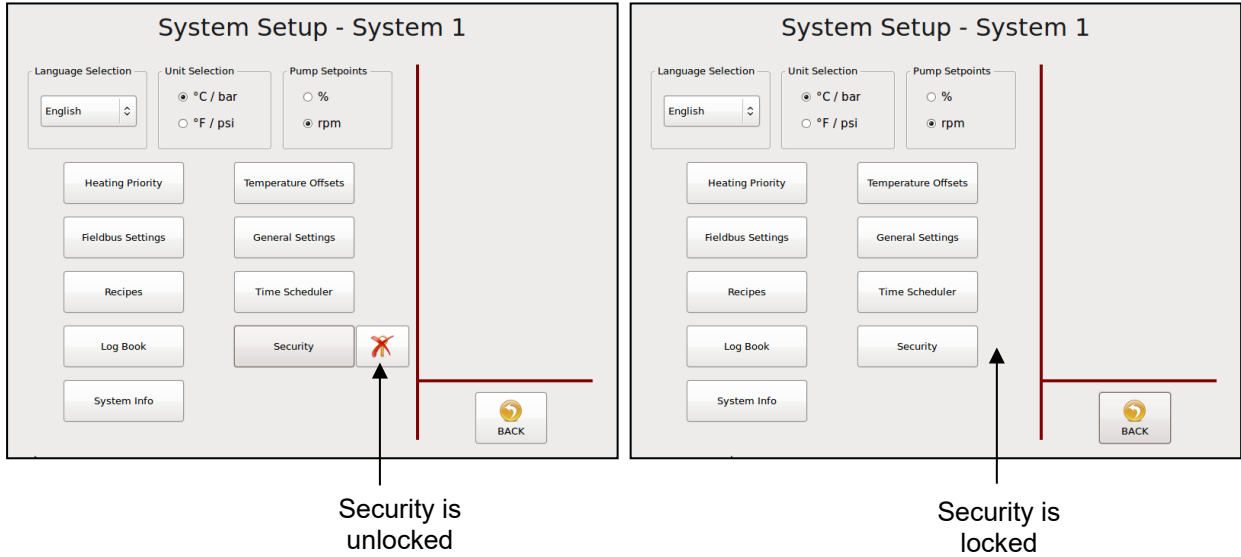 System Setup - System 1
Language Selection
Unit Selection
Pump Setpoints
English
°C / bar
°F / psi
%
rpm
Heating Priority
Temperature Offsets
Fieldbus Settings
General Settings
Recipes
Time Scheduler
Log Book
Security
System Info
BACK
Security is
unlocked
System Setup - System 1
Language Selection
Unit Selection
Pump Setpoints
English
°C / bar
°F / psi
%
rpm
Heating Priority
Temperature Offsets
Fieldbus Settings
General Settings
Recipes
Time Scheduler
Log Book
Security
System Info
BACK
Security is
locked